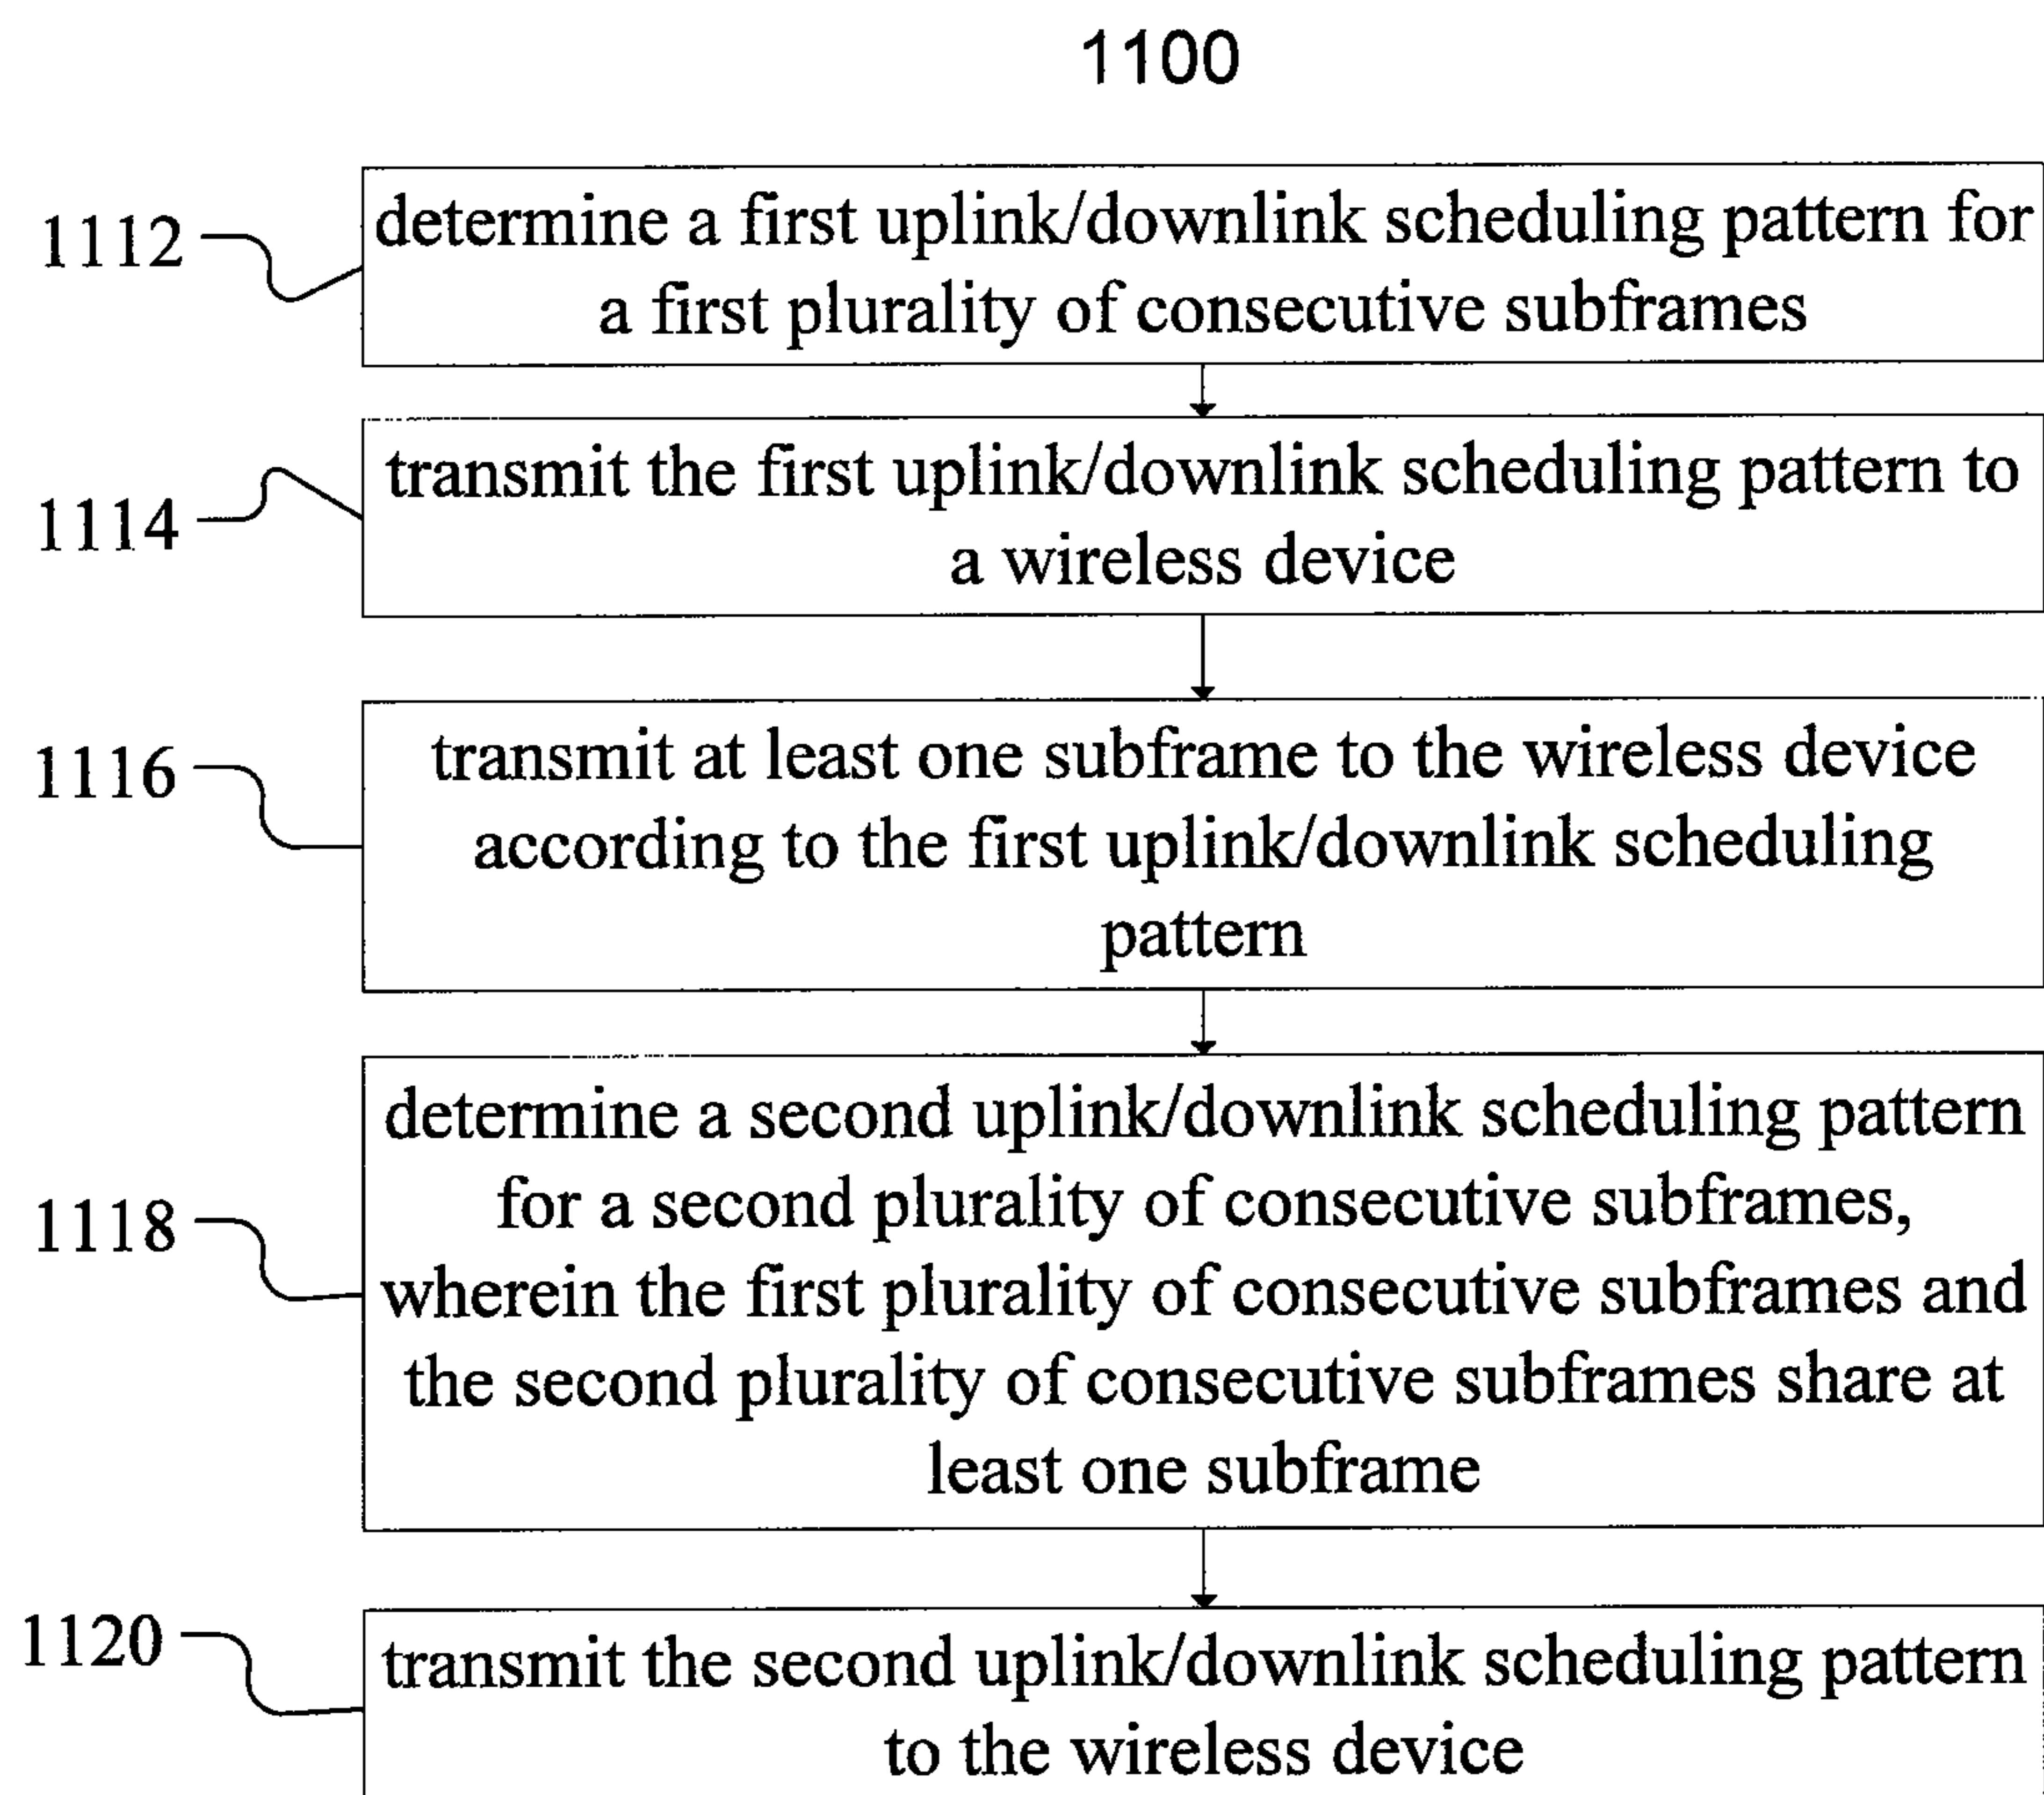 1100
1112
determine a first uplink/downlink scheduling pattern for
a first plurality of consecutive subframes
1114
transmit the first uplink/downlink scheduling pattern to
a wireless device
1116
transmit at least one subframe to the wireless device
according to the first uplink/downlink scheduling
pattern
1118
determine a second uplink/downlink scheduling pattern
for a second plurality of consecutive subframes,
wherein the first plurality of consecutive subframes and
the second plurality of consecutive subframes share at
least one subframe
1120
transmit the second uplink/downlink scheduling pattern
to the wireless device